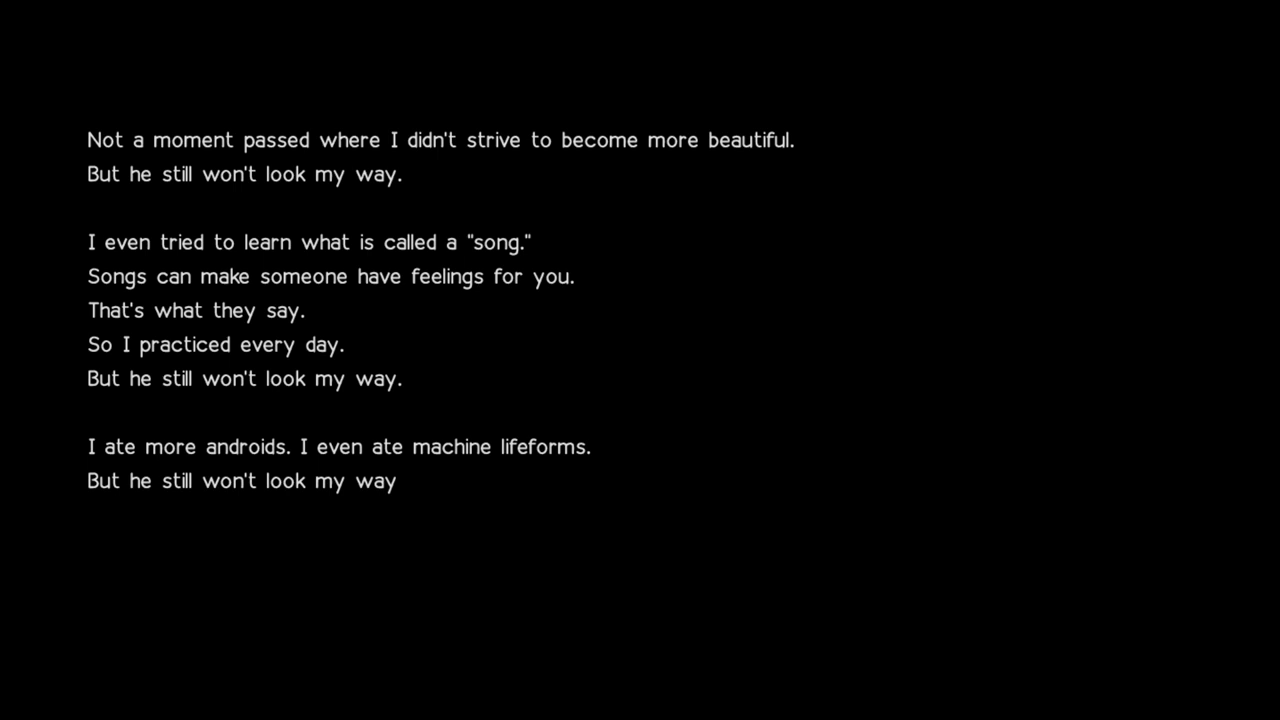 Not a moment passed where I didn't strive to become more beautiful.
But he still won't look my way.
I even tried to learn what is called a "song."
Songs can make someone have feelings for you.
That's what they say.
So I practiced every day.
But he still won't look my way.
I ate more androids. I even ate machine lifeforms.
But he still won't look my way